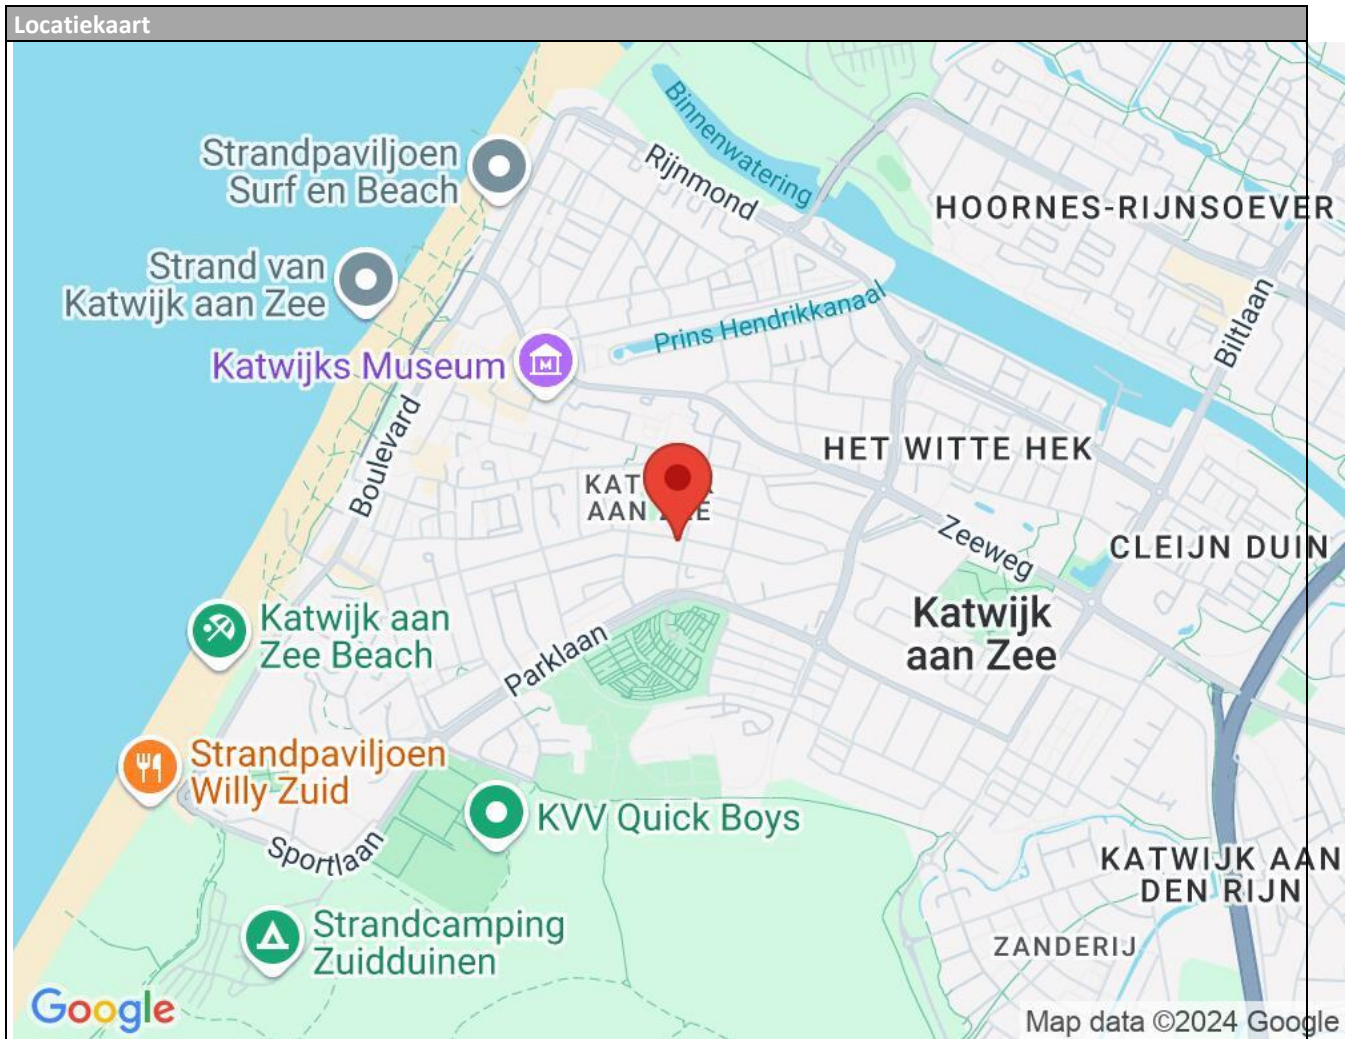 Locatiekaart
Binnenwatering
Strandpaviljoen
Surf en Beach
Rijnmond
HOORNES-RIJNSOEVER
Strand van
Katwijk aan Zee
Biltlaan
Prins Hendrikkanaal
Katwijks Museum
Boulevard
HET WITTE HEK
AAN
Zeeweg
CLEIJN DUIN
Katwijk aan
Zee Beach
Katwijk
aan Zee
Parklaan
Strandpaviljoen
Willy Zuid
KVV Quick Boys
Sportlaan
KATWIJK AAN
DEN RIJN
Strandcamping
Zuidduinen
ZANDERIJ
Google
Map data ©2024 Google